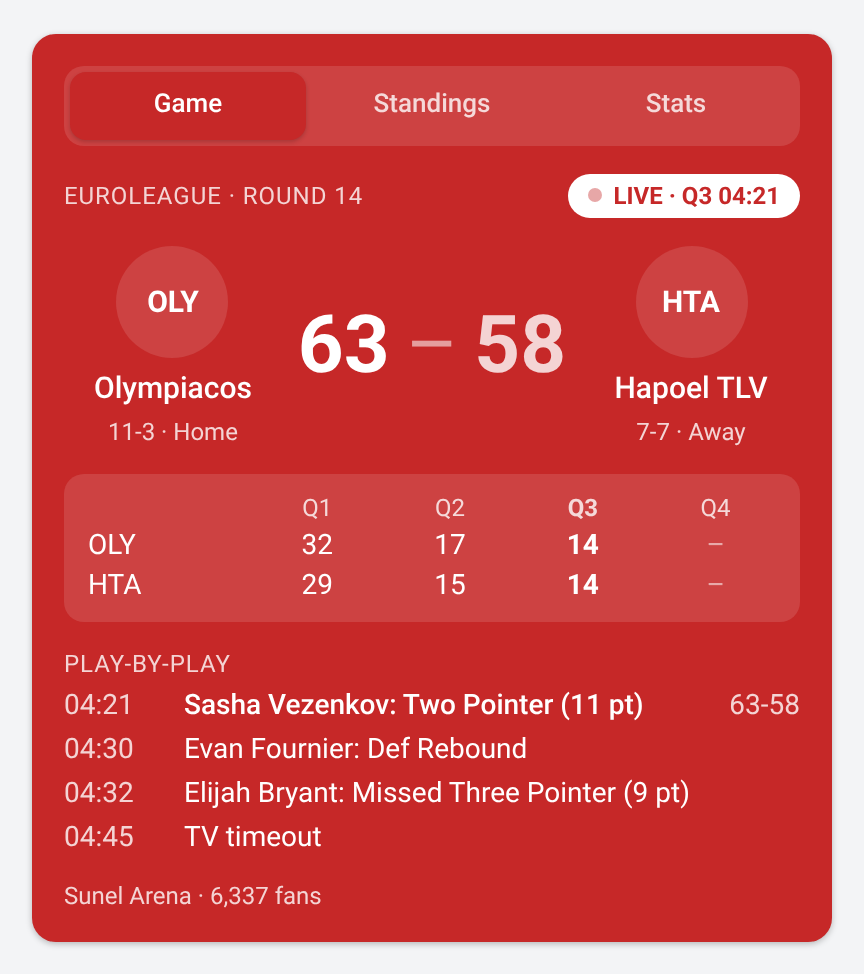 Game Standings Stats
EUROLEAGUE · ROUND 14 LIVE · Q3 04:21
OLY 63 – 58 HTA
Olympiacos Hapoel TLV
11-3 · Home 7-7 · Away
Q1 Q2 Q3 Q4
OLY 32 17 14 –
HTA 29 15 14 –
PLAY-BY-PLAY
04:21 Sasha Vezenkov: Two Pointer (11 pt) 63-58
04:30 Evan Fournier: Def Rebound
04:32 Elijah Bryant: Missed Three Pointer (9 pt)
04:45 TV timeout
Sunel Arena · 6,337 fans